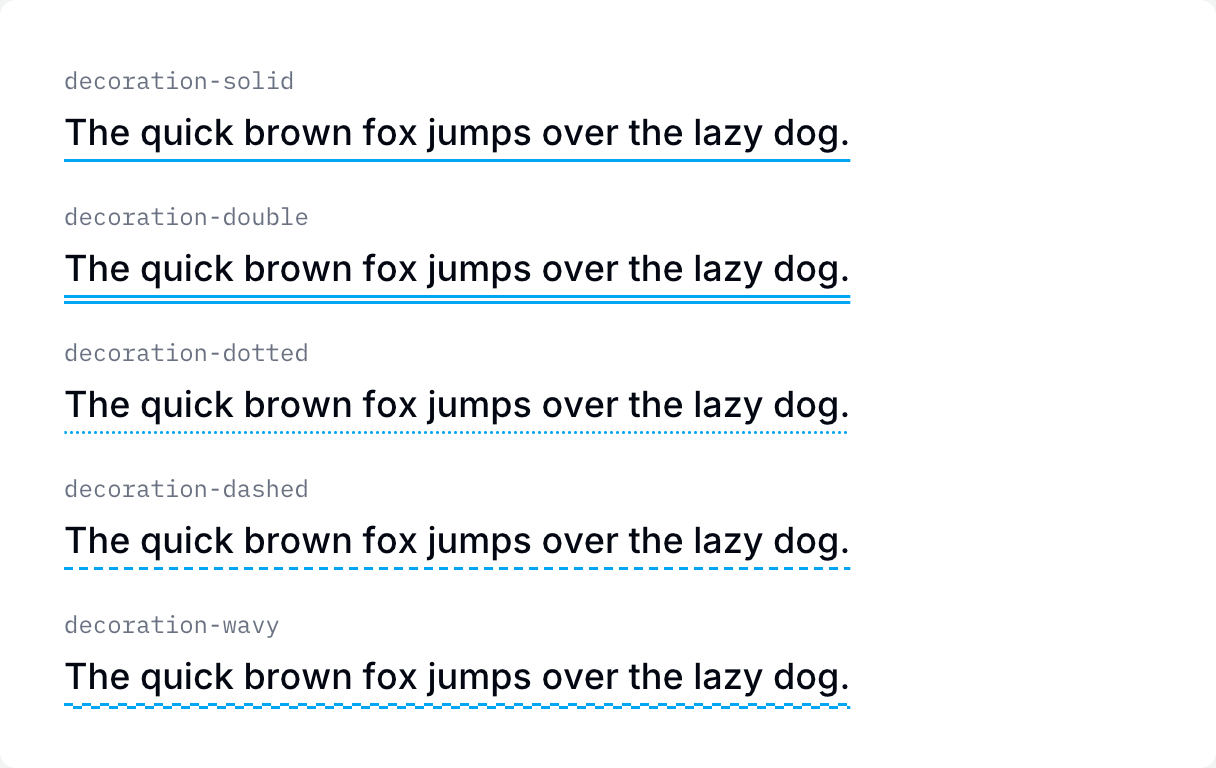 decoration-solid
The quick brown fox jumps over the lazy dog.
decoration-double
The quick brown fox jumps over the lazy dog.
decoration-dotted
The quick brown fox jumps over the lazy dog.
decoration-dashed
The quick brown fox jumps over the lazy dog.
decoration-wavy
The quick brown fox jumps over the lazy dog.